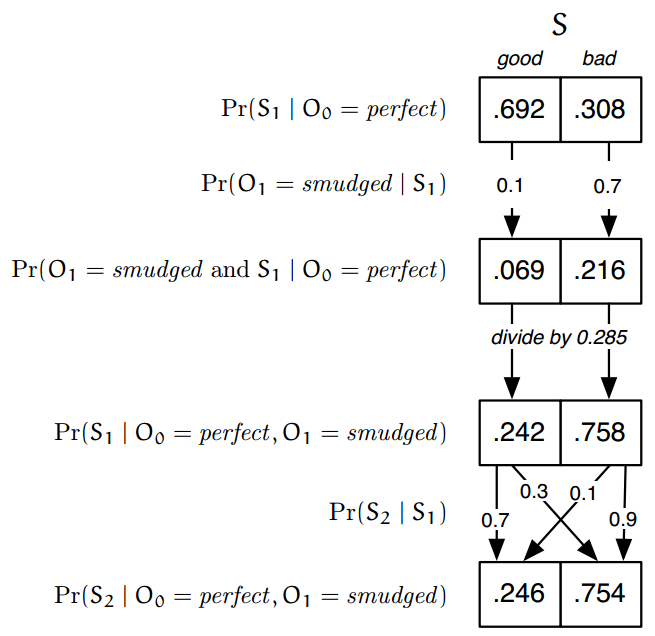 S
good bad
Pr(S₁ | O₀ = perfect) .692 .308
Pr(O₁ = smudged | S₁) 0.1 0.7
Pr(O₁ = smudged and S₁ | O₀ = perfect) .069 .216
divide by 0.285
Pr(S₁ | O₀ = perfect, O₁ = smudged) .242 .758
0.3 0.1
Pr(S₂ | S₁) 0.7 0.9
Pr(S₂ | O₀ = perfect, O₁ = smudged) .246 .754